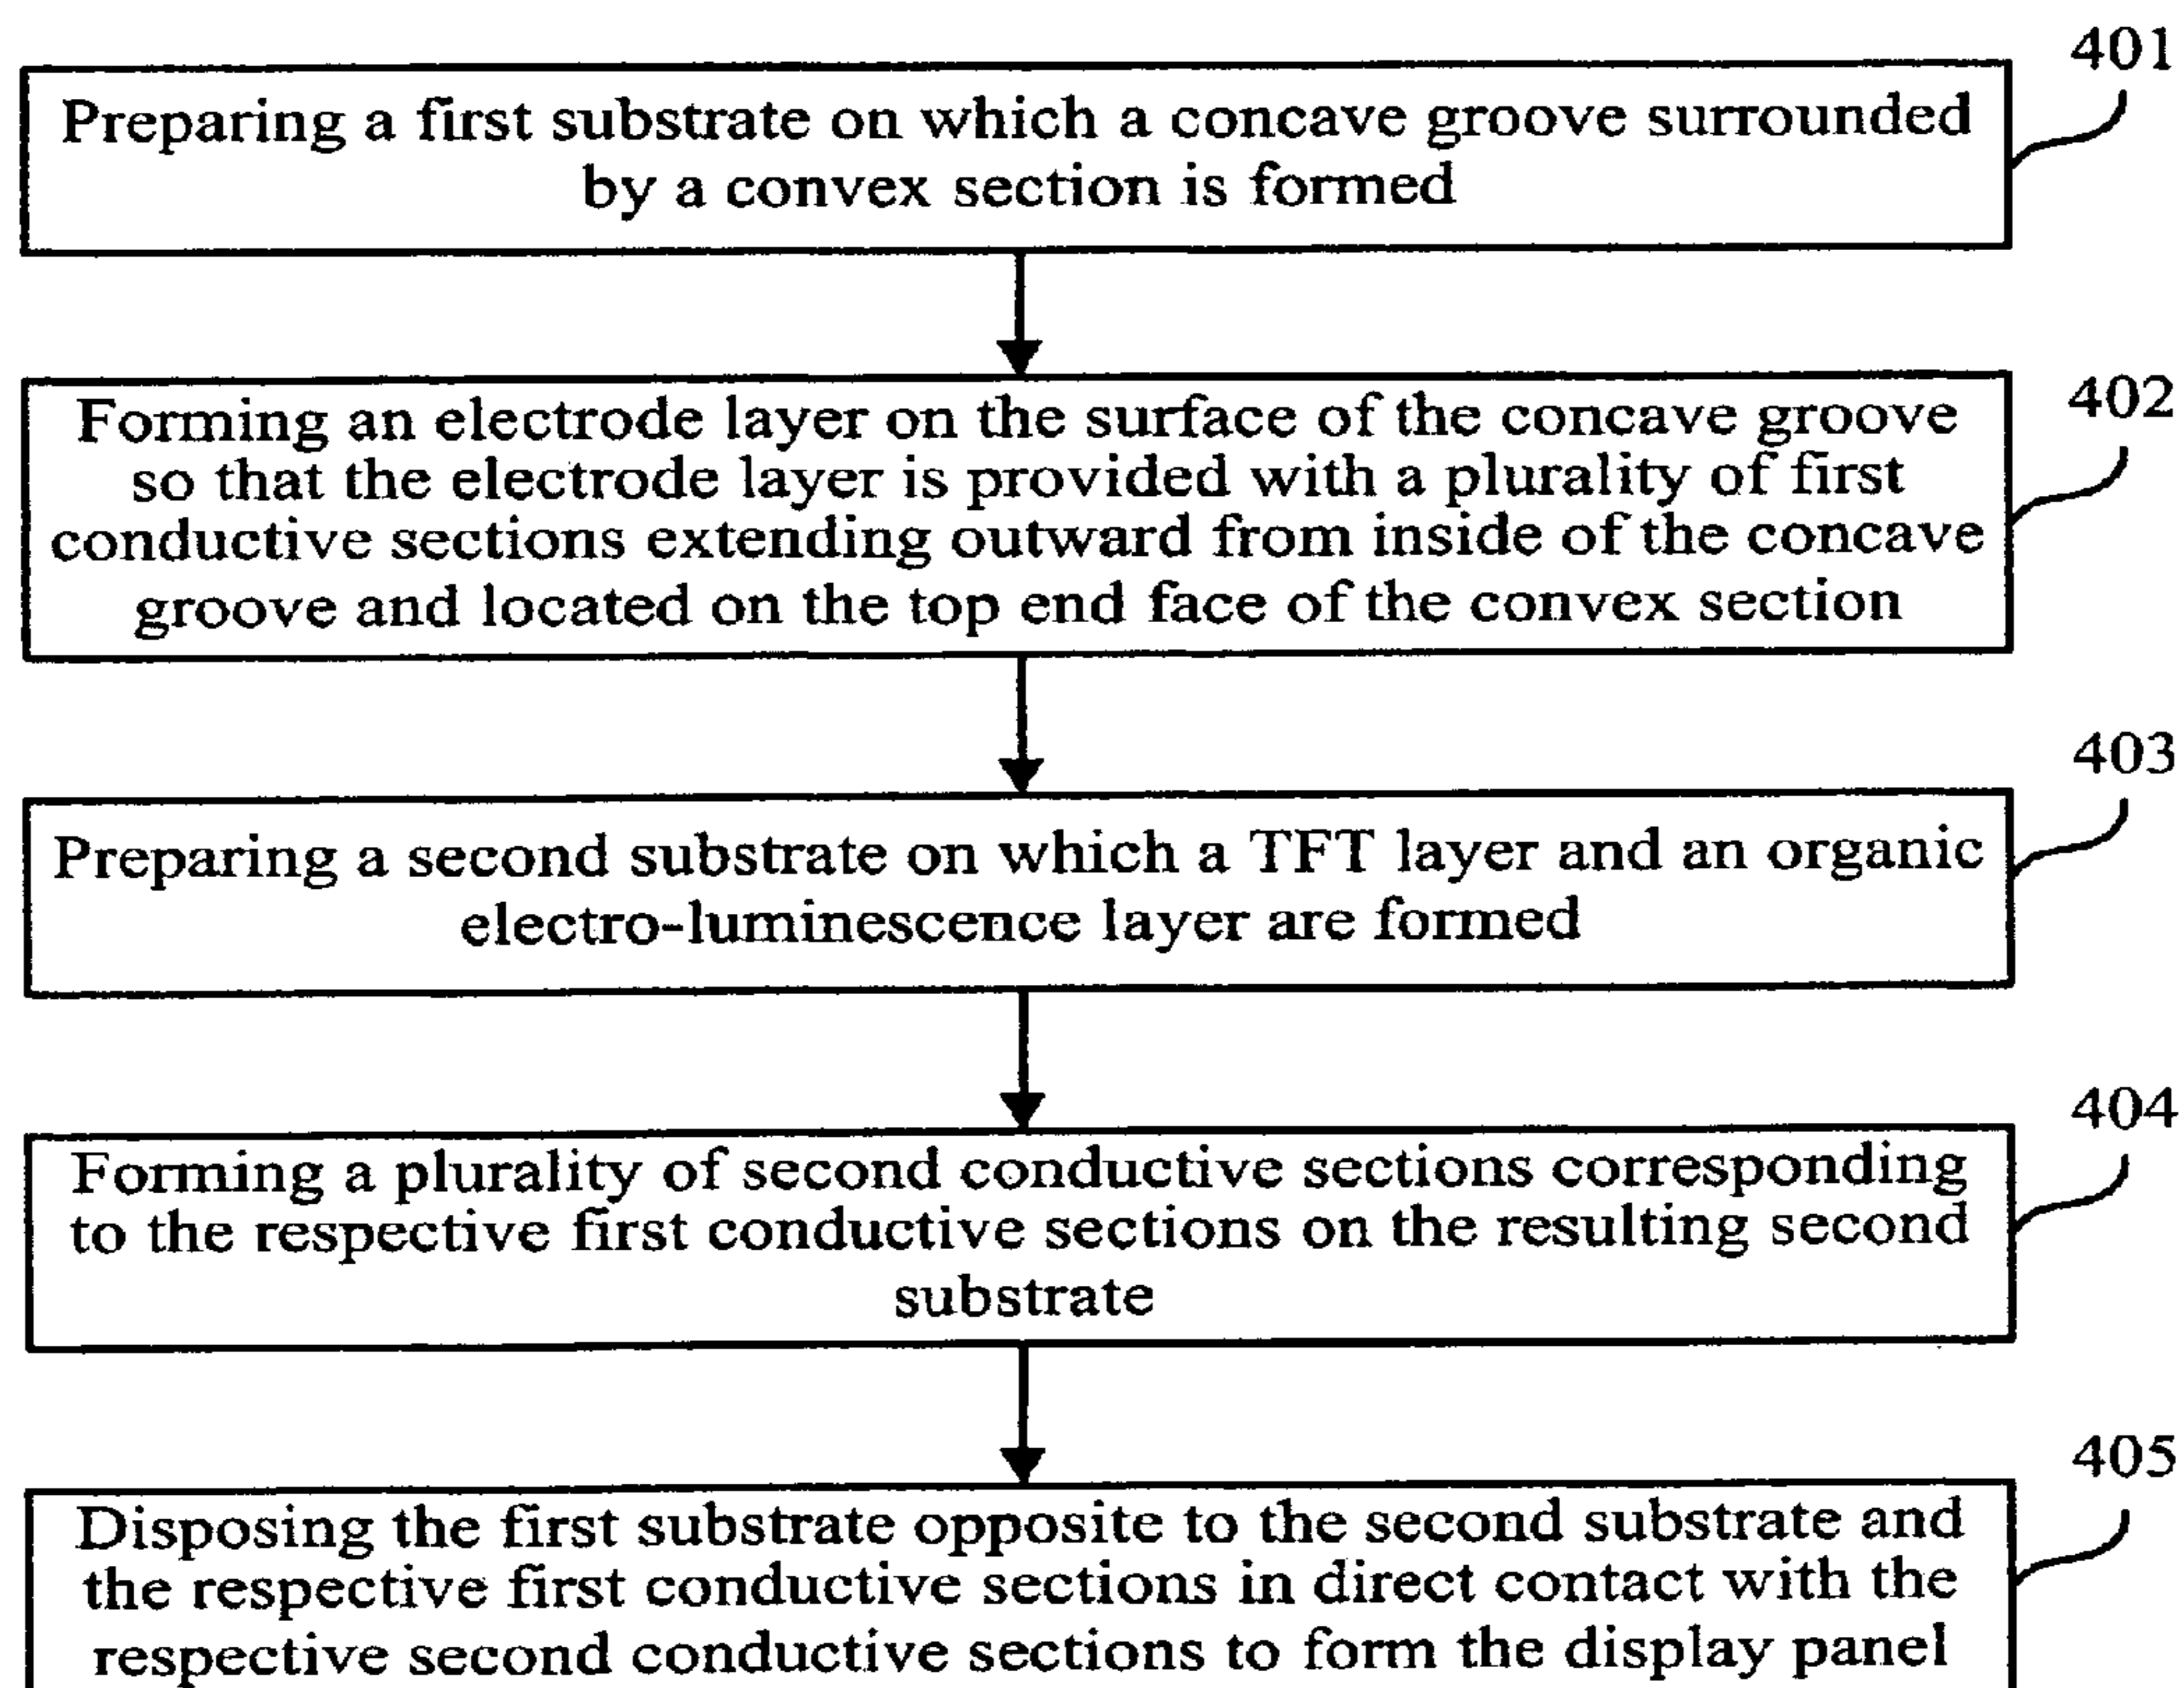 401
Preparing a first substrate on which a concave groove surrounded
by a convex section is formed
402
Forming an electrode layer on the surface of the concave groove
so that the electrode layer is provided with a plurality of first
conductive sections extending outward from inside of the concave
groove and located on the top end face of the convex section
403
Preparing a second substrate on which a TFT layer and an organic
electro-luminescence layer are formed
404
Forming a plurality of second conductive sections corresponding
to the respective first conductive sections on the resulting second
substrate
405
Disposing the first substrate opposite to the second substrate and
the respective first conductive sections in direct contact with the
respective second conductive sections to form the display panel